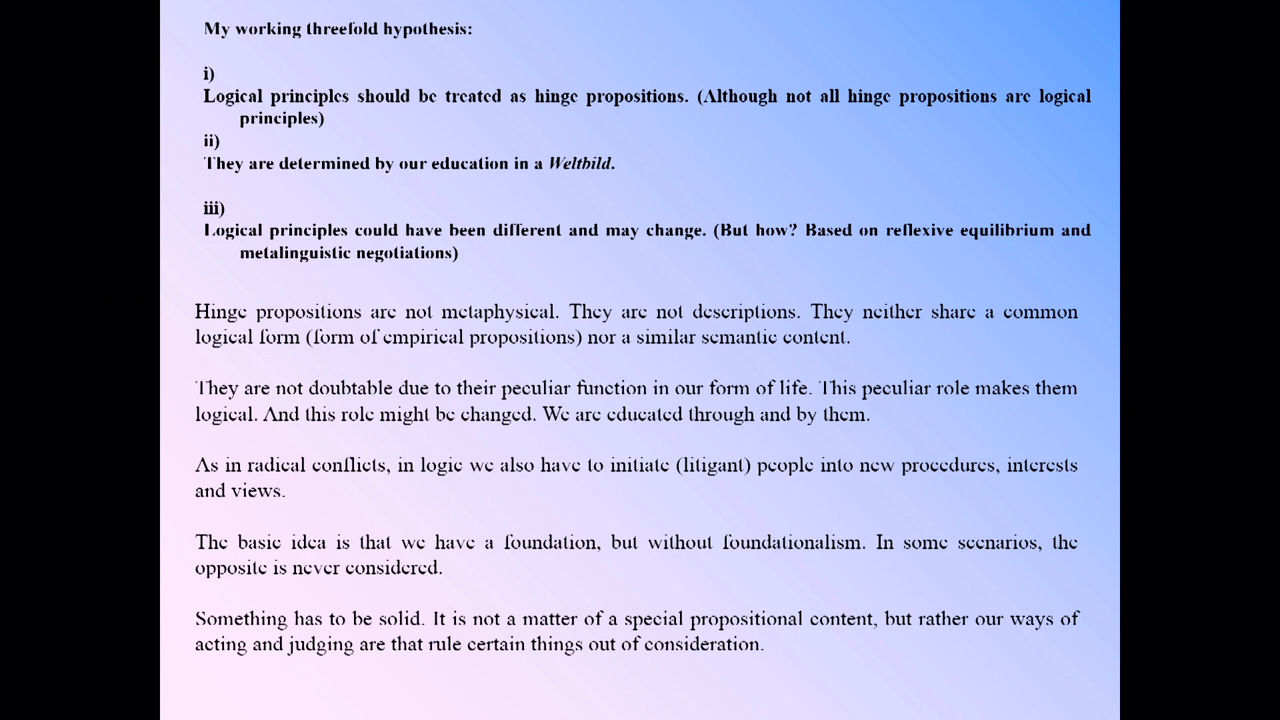 My working threefold hypothesis:
i)
Logical principles should be treated as hinge propositions. (Although not all hinge propositions are logical
principles)
ii)
They are determined by our education in a Weltbild.
iii)
Logical principles could have been different and may change. (But how? Based on reflexive equilibrium and
metalinguistic negotiations)
Hinge propositions are not metaphysical. They are not descriptions. They neither share a common
logical form (form of empirical propositions) nor a similar semantic content.
They are not doubtable due to their peculiar function in our form of life. This peculiar role makes them
logical. And this role might be changed. We are educated through and by them.
As in radical conflicts, in logic we also have to initiate (litigant) people into new procedures, interests
and views.
The basic idea is that we have a foundation, but without foundationalism. In some scenarios, the
opposite is never considered.
Something has to be solid. It is not a matter of a special propositional content, but rather our ways of
acting and judging are that rule certain things out of consideration.